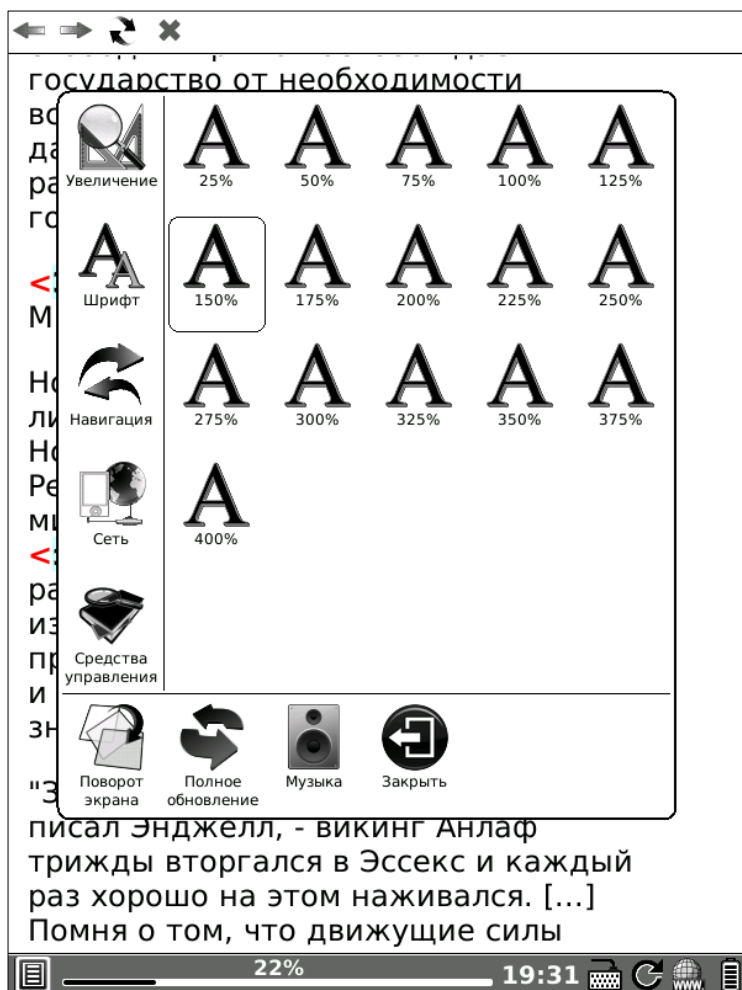 государство от необходимости
Увеличение
25%
50%
75%
100%
125%
Шрифт
150%
175%
200%
225%
250%
Навигация
275%
300%
325%
350%
375%
Сеть
400%
Средства
управления
Поворот
экрана
Полное
обновление
Музыка
Закрыть
писал Энджелл, - викинг Анлаф
трижды вторгался в Эссекс и каждый
раз хорошо на этом наживался. [...]
Помня о том, что движущие силы
22%
19:31
www.